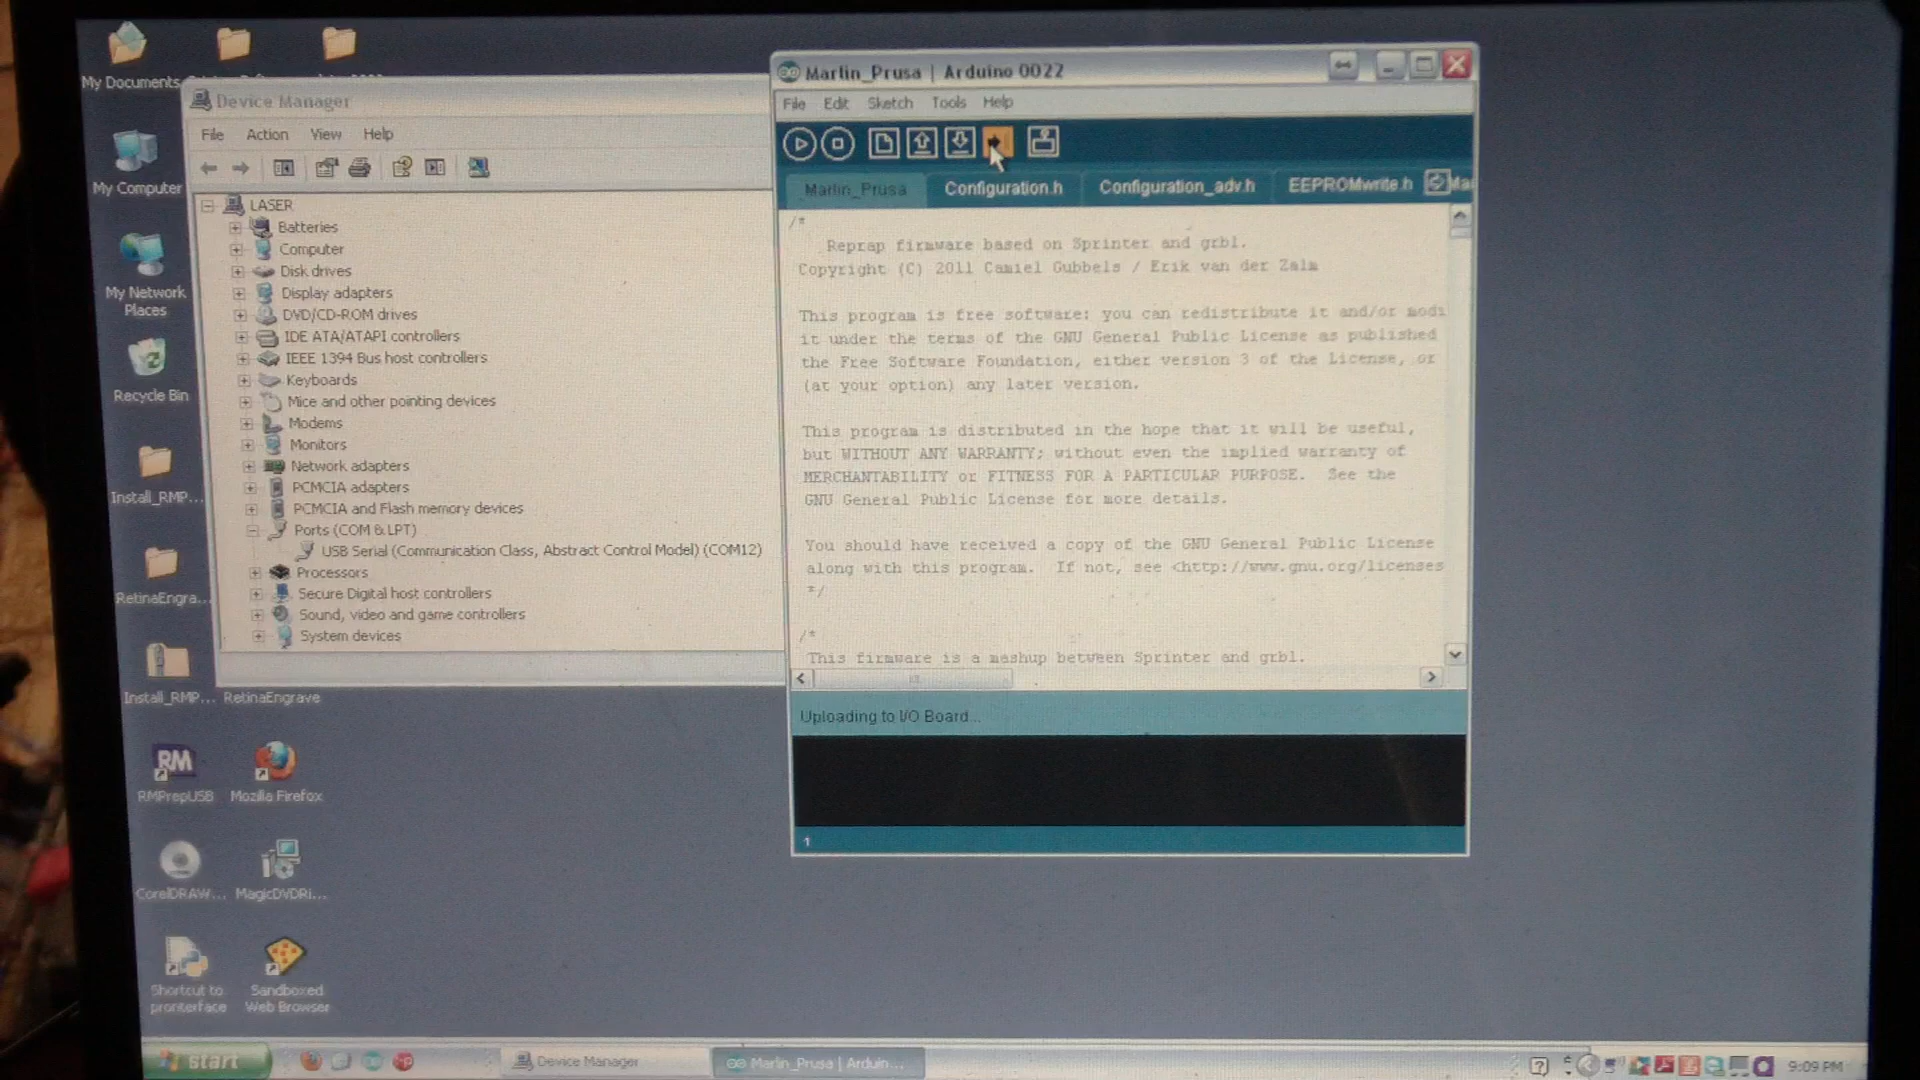 My Documents
My Computer
My Network
Places
Recycle Bin
Install_RMP...
RetinaEngra...
Install_RMP...
RetinaEngrave
RM
RMPrepUSB
Mozilla Firefox
CorelDRAW...
MagicDVDRi...
Shortcut to
pronterface
Sandboxed
Web Browser
Device Manager
File Action View Help
LASER
Batteries
Computer
Disk drives
Display adapters
DVD/CD-ROM drives
IDE ATA/ATAPI controllers
IEEE 1394 Bus host controllers
Keyboards
Mice and other pointing devices
Modems
Monitors
Network adapters
PCMCIA adapters
PCMCIA and Flash memory devices
Ports (COM & LPT)
USB Serial (Communication Class, Abstract Control Model) (COM12)
Processors
Secure Digital host controllers
Sound, video and game controllers
System devices
Marlin_Prusa | Arduino 0022
File Edit Sketch Tools Help
Marlin_Prusa Configuration.h Configuration_adv.h EEPROMwrite.h Ma
/*
Reprap firmware based on Sprinter and grbl.
Copyright (C) 2011 Camiel Gubbels / Erik van der Zalm
This program is free software: you can redistribute it and/or modi
it under the terms of the GNU General Public License as published
the Free Software Foundation, either version 3 of the License, or
(at your option) any later version.
This program is distributed in the hope that it will be useful,
but WITHOUT ANY WARRANTY; without even the implied warranty of
MERCHANTABILITY or FITNESS FOR A PARTICULAR PURPOSE. See the
GNU General Public License for more details.
You should have received a copy of the GNU General Public License
along with this program. If not, see <http://www.gnu.org/licenses
*/
/*
This firmware is a mashup between Sprinter and grbl.
Uploading to I/O Board...
1
start
Device Manager
Marlin_Prusa | Arduin...
9:09 PM